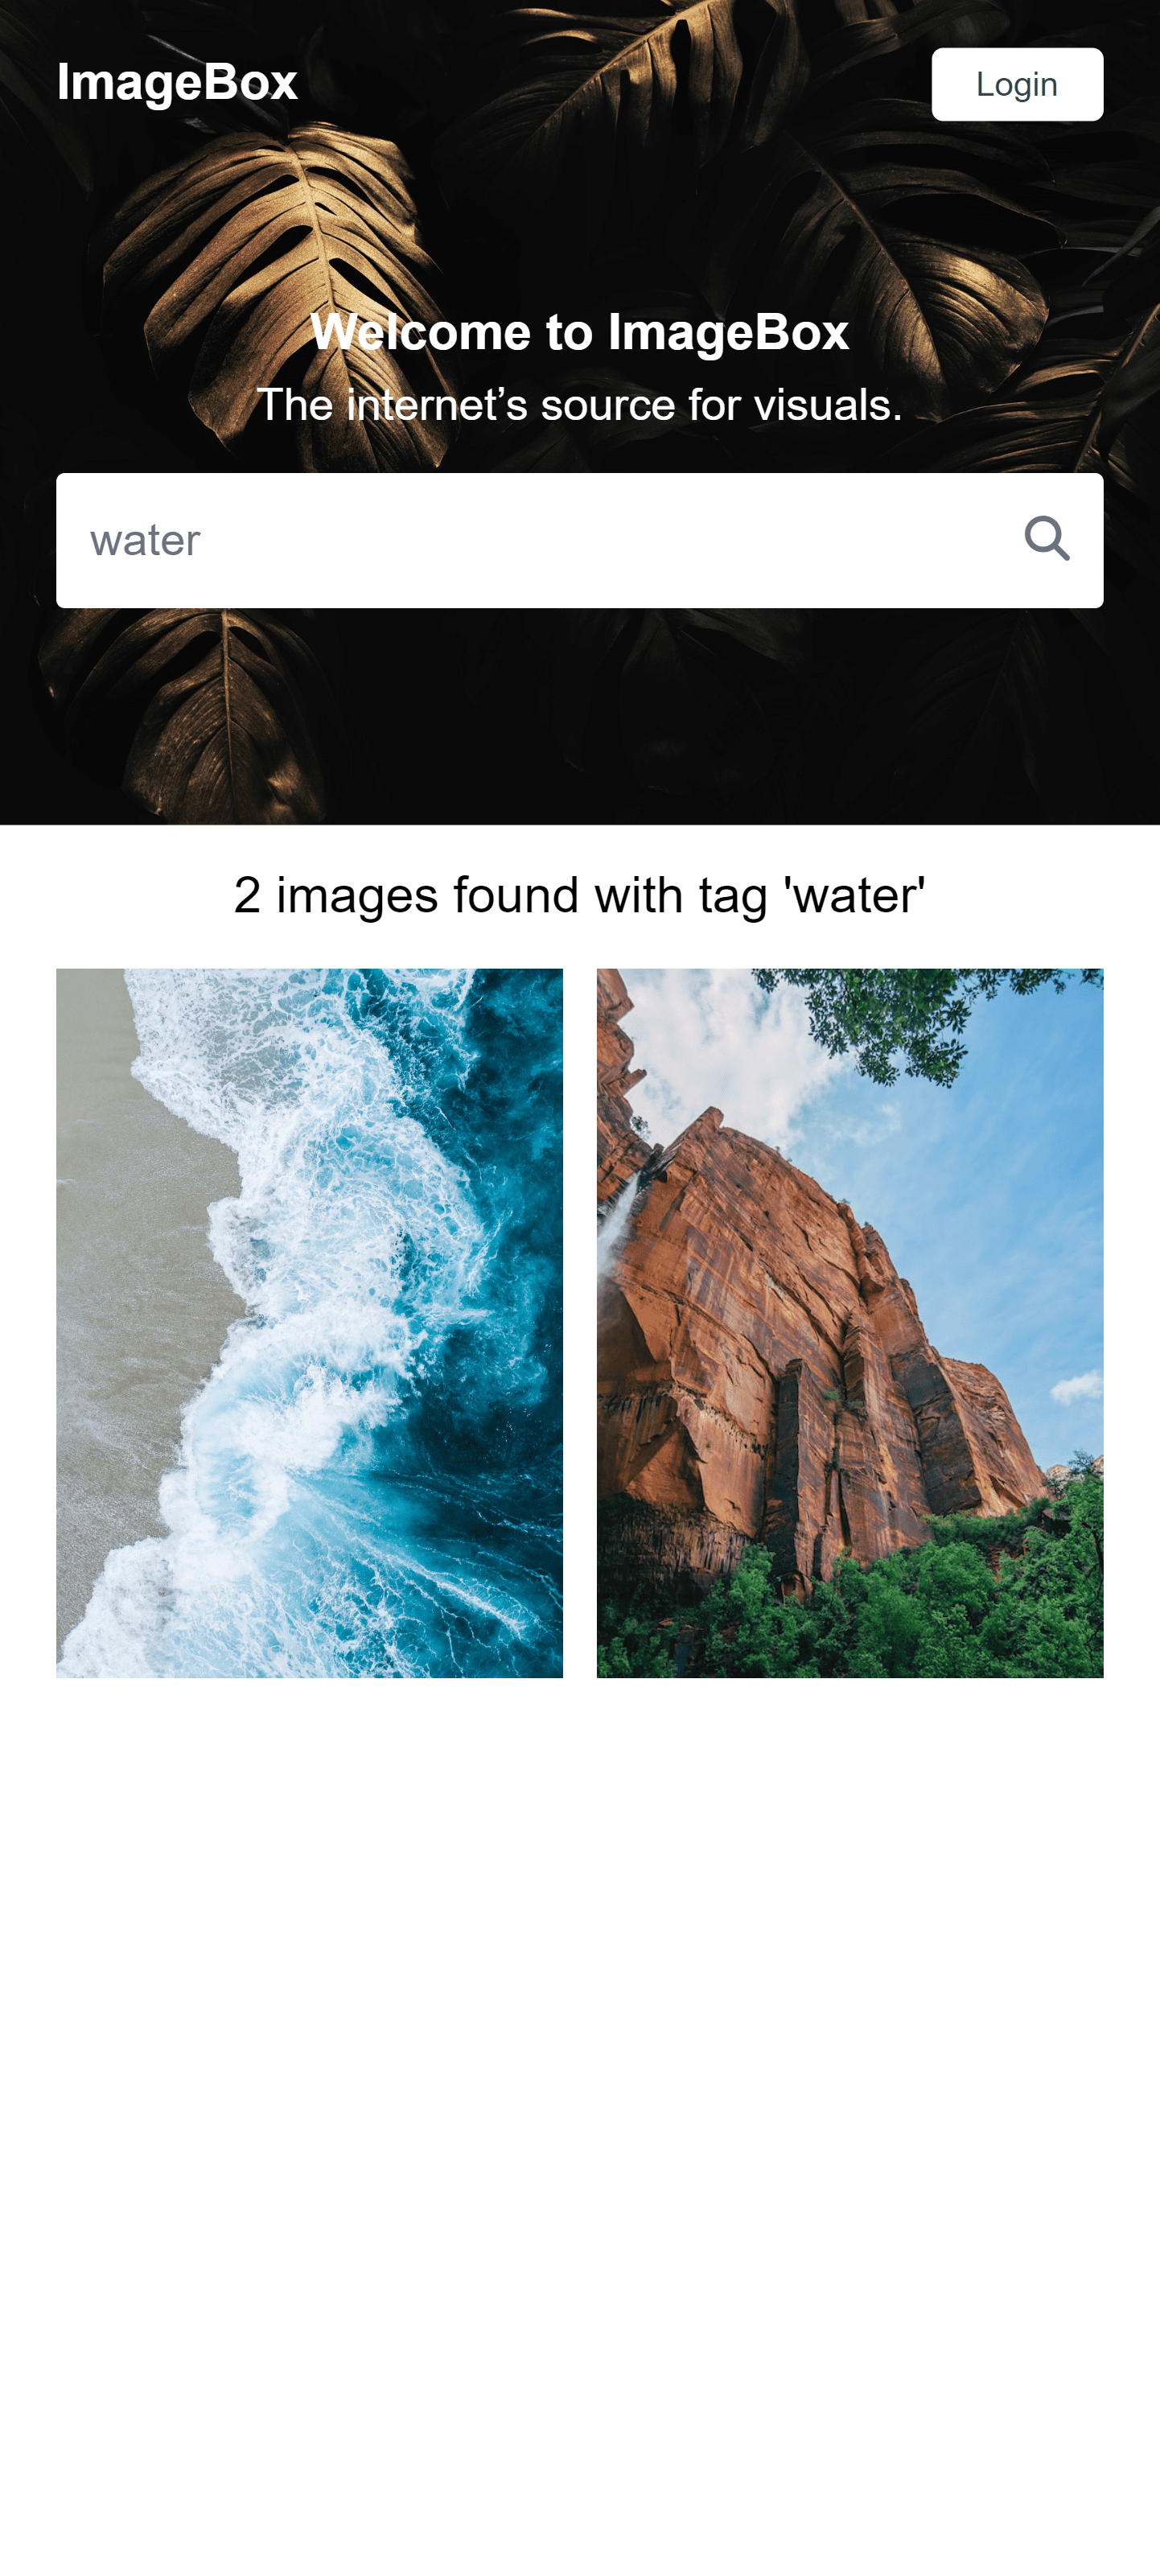 ImageBox
Login
Welcome to ImageBox
The internet’s source for visuals.
water
2 images found with tag 'water'